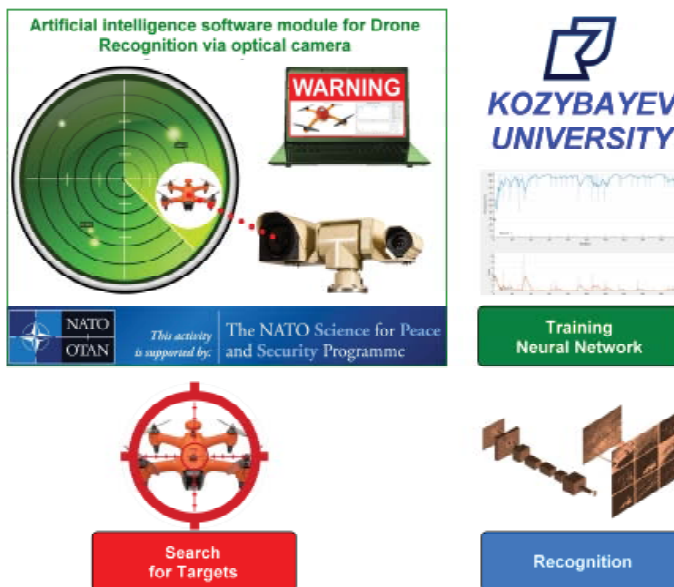 Artificial intelligence software module for Drone
Recognition via optical camera
WARNING
KOZYBAYEV
UNIVERSITY
NATO
OTAN
This activity
is supported by:
The NATO Science for Peace
and Security Programme
Training
Neural Network
Search
for Targets
Recognition